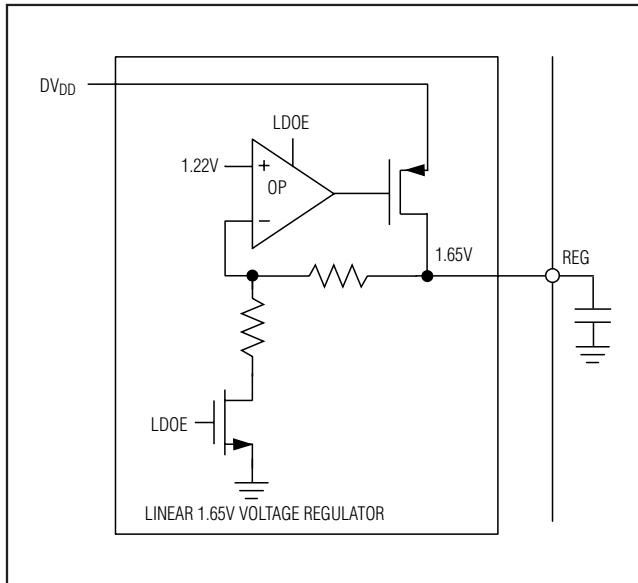 DVDD
LDOE
1.22V
+
OP
−
1.65V
REG
LDOE
LINEAR 1.65V VOLTAGE REGULATOR